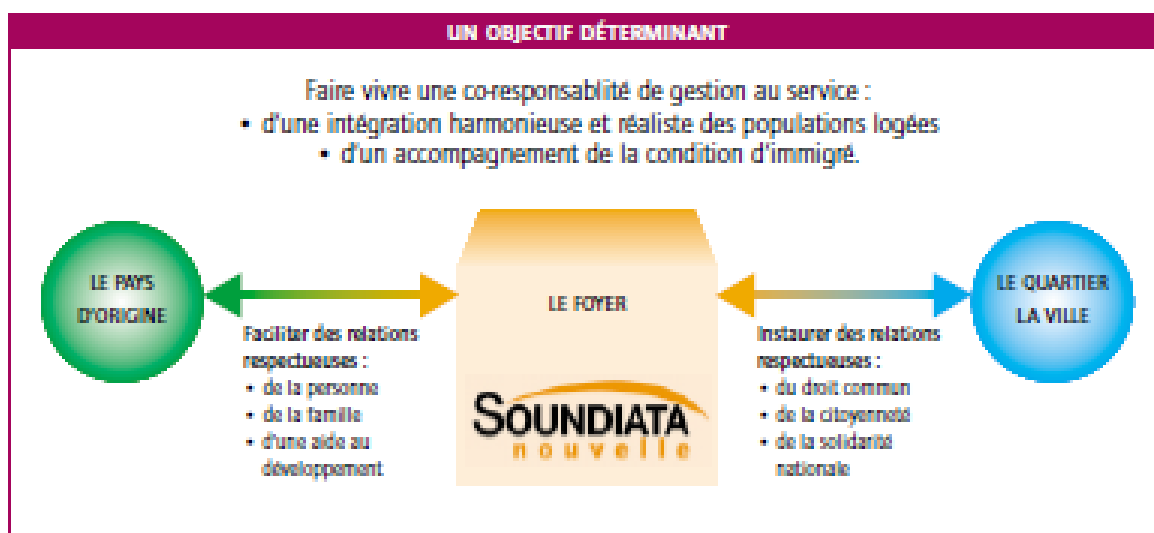 UN OBJECTIF DÉTERMINANT
Faire vivre une co-responsablité de gestion au service :
• d'une intégration harmonieuse et réaliste des populations logées
• d'un accompagnement de la condition d'immigré.
LE PAYS
D'ORIGINE
Faciliter des relations
respectueuses :
• de la personne
• de la famille
• d'une aide au
développement
LE FOYER
SOUNDIATA
nouvelle
Instaurer des relations
respectueuses :
• du droit commun
• de la citoyenneté
• de la solidarité
nationale
LE QUARTIER
LA VILLE